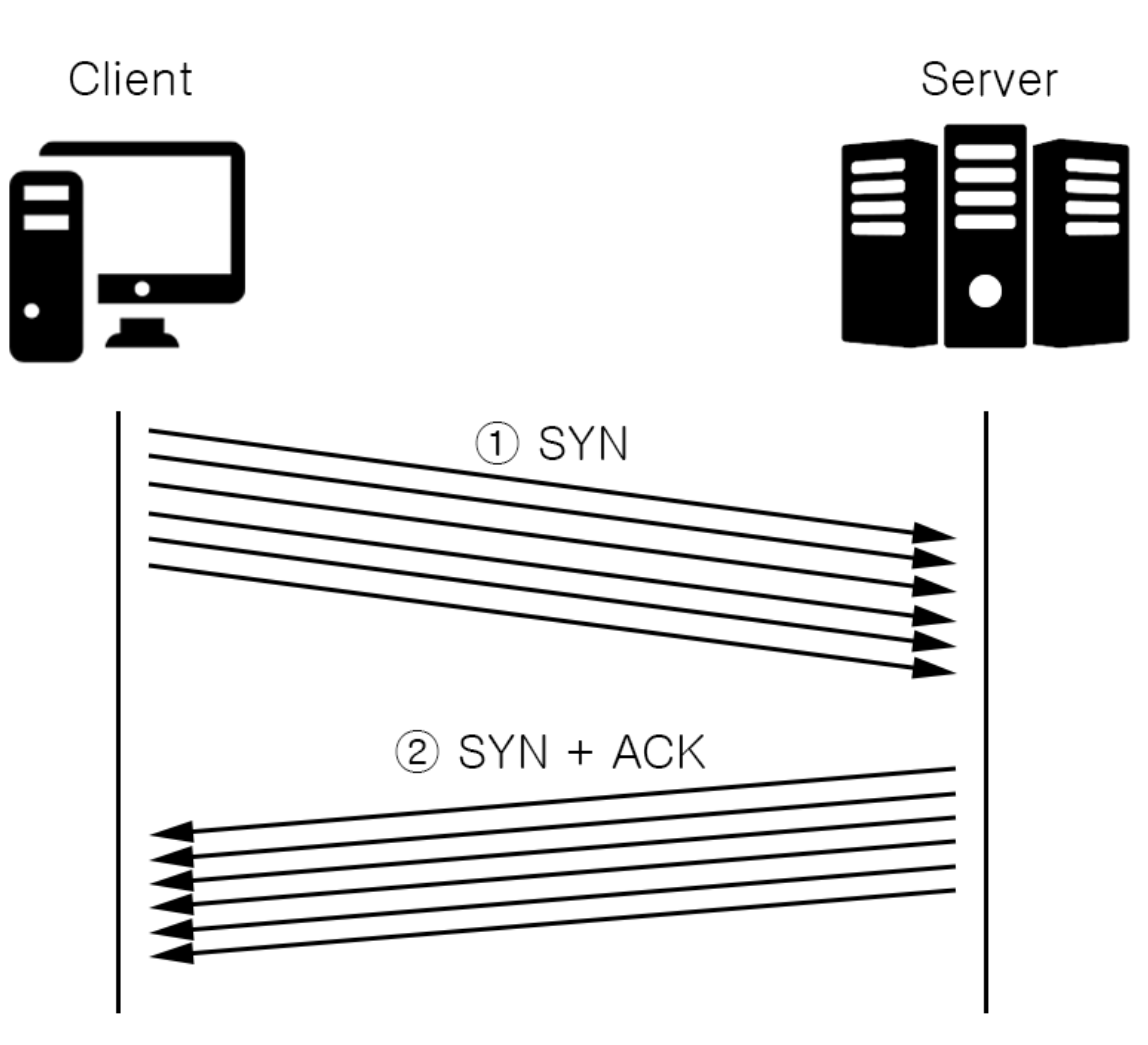 Client
Server
① SYN
② SYN + ACK